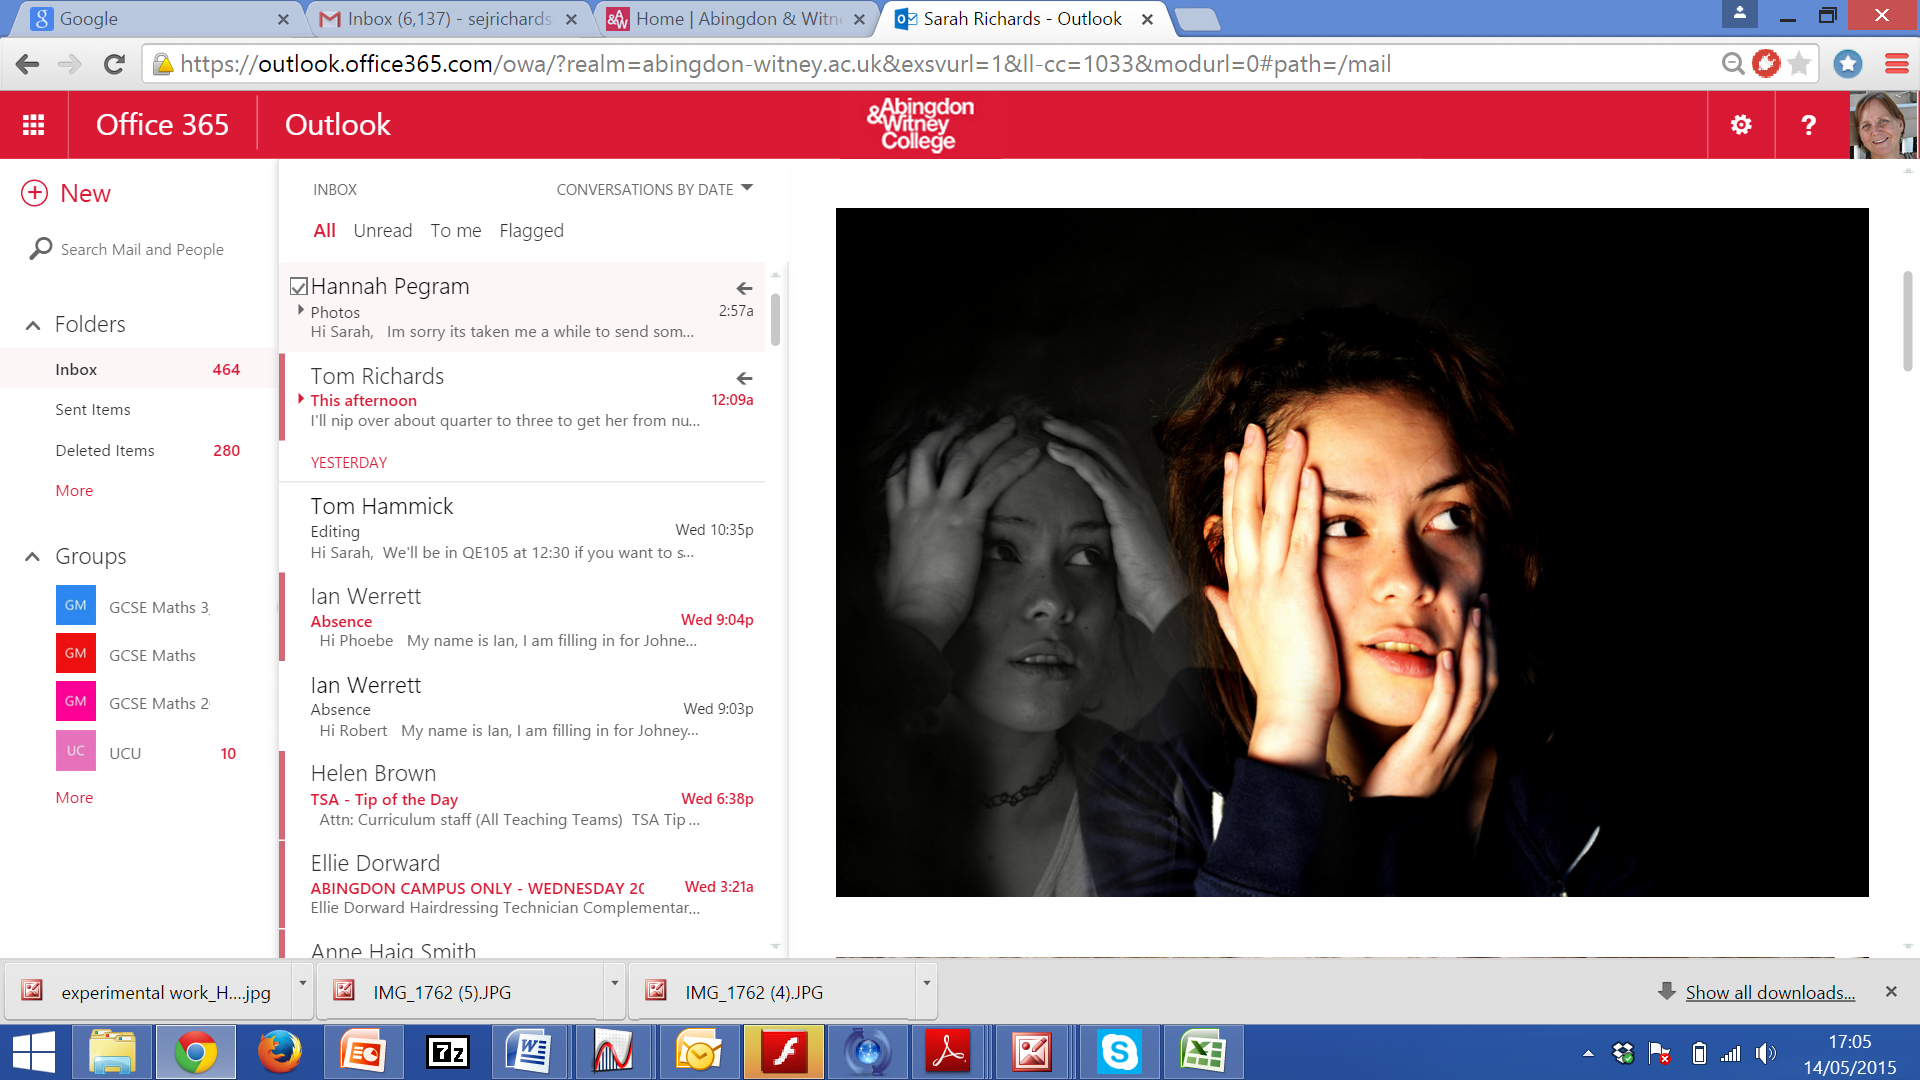 Google
Inbox (6,137) - sejrichards
Home | Abingdon & Witn
Sarah Richards - Outlook
https://outlook.office365.com/owa/?realm=abingdon-witney.ac.uk&exsvurl=1&ll-cc=1033&modurl=0#path=/mail
Office 365
Outlook
Abingdon
&Witney
College
?
New
Search Mail and People
Folders
Inbox 464
Sent Items
Deleted Items 280
More
Groups
GM GCSE Maths 3
GM GCSE Maths
GM GCSE Maths 2
UC UCU 10
More
INBOX CONVERSATIONS BY DATE
All Unread To me Flagged
Hannah Pegram
Photos 2:57a
Hi Sarah, Im sorry its taken me a while to send som...
Tom Richards
This afternoon 12:09a
I'll nip over about quarter to three to get her from nu...
YESTERDAY
Tom Hammick
Editing Wed 10:35p
Hi Sarah, We'll be in QE105 at 12:30 if you want to s...
Ian Werrett
Absence Wed 9:04p
Hi Phoebe My name is Ian, I am filling in for Johne...
Ian Werrett
Absence Wed 9:03p
Hi Robert My name is Ian, I am filling in for Johney...
Helen Brown
TSA - Tip of the Day Wed 6:38p
Attn: Curriculum staff (All Teaching Teams) TSA Tip ...
Ellie Dorward
ABINGDON CAMPUS ONLY - WEDNESDAY 20 Wed 3:21a
Ellie Dorward Hairdressing Technician Complementar...
Anne Haig Smith
experimental work_H....jpg
IMG_1762 (5).JPG
IMG_1762 (4).JPG
Show all downloads...
7z
17:05
14/05/2015